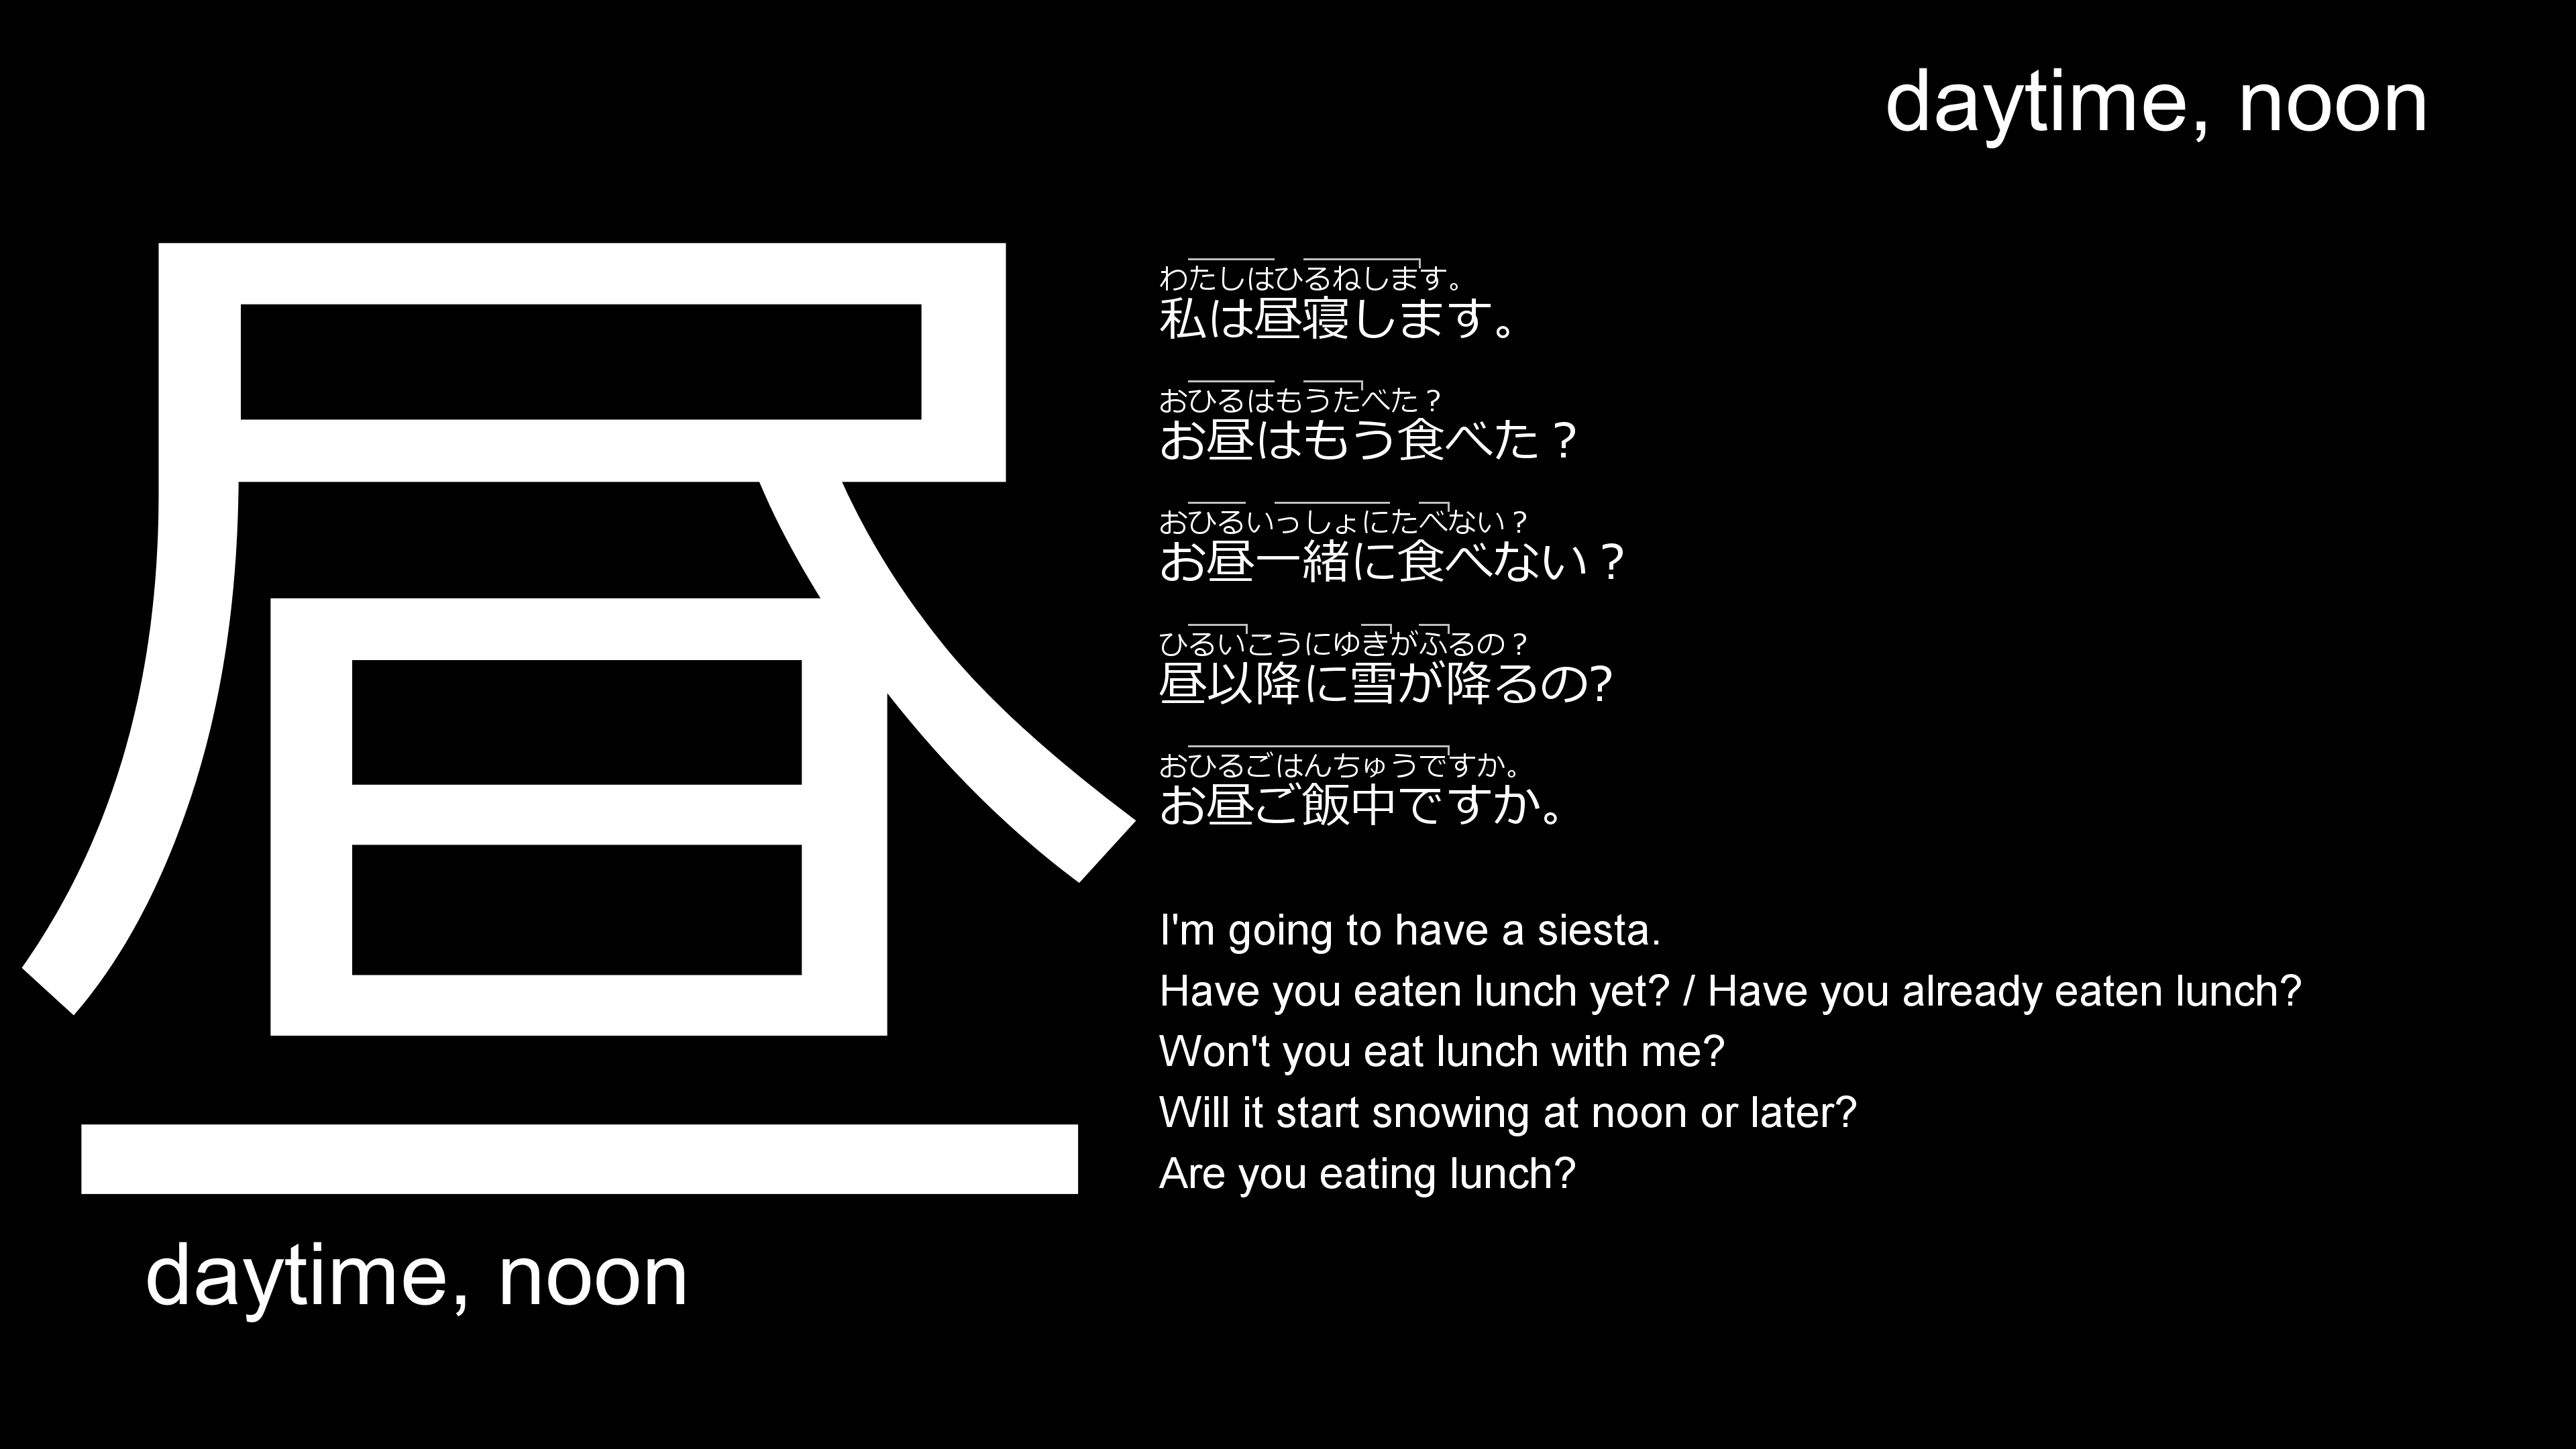 daytime, noon
昼
daytime, noon
わたしはひるねします。
私は昼寝します。
おひるはもうたべた？
お昼はもう食べた？
おひるいっしょにたべない？
お昼一緒に食べない？
ひるいこうにゆきがふるの？
昼以降に雪が降るの?
おひるごはんちゅうですか。
お昼ご飯中ですか。
I'm going to have a siesta.
Have you eaten lunch yet? / Have you already eaten lunch?
Won't you eat lunch with me?
Will it start snowing at noon or later?
Are you eating lunch?